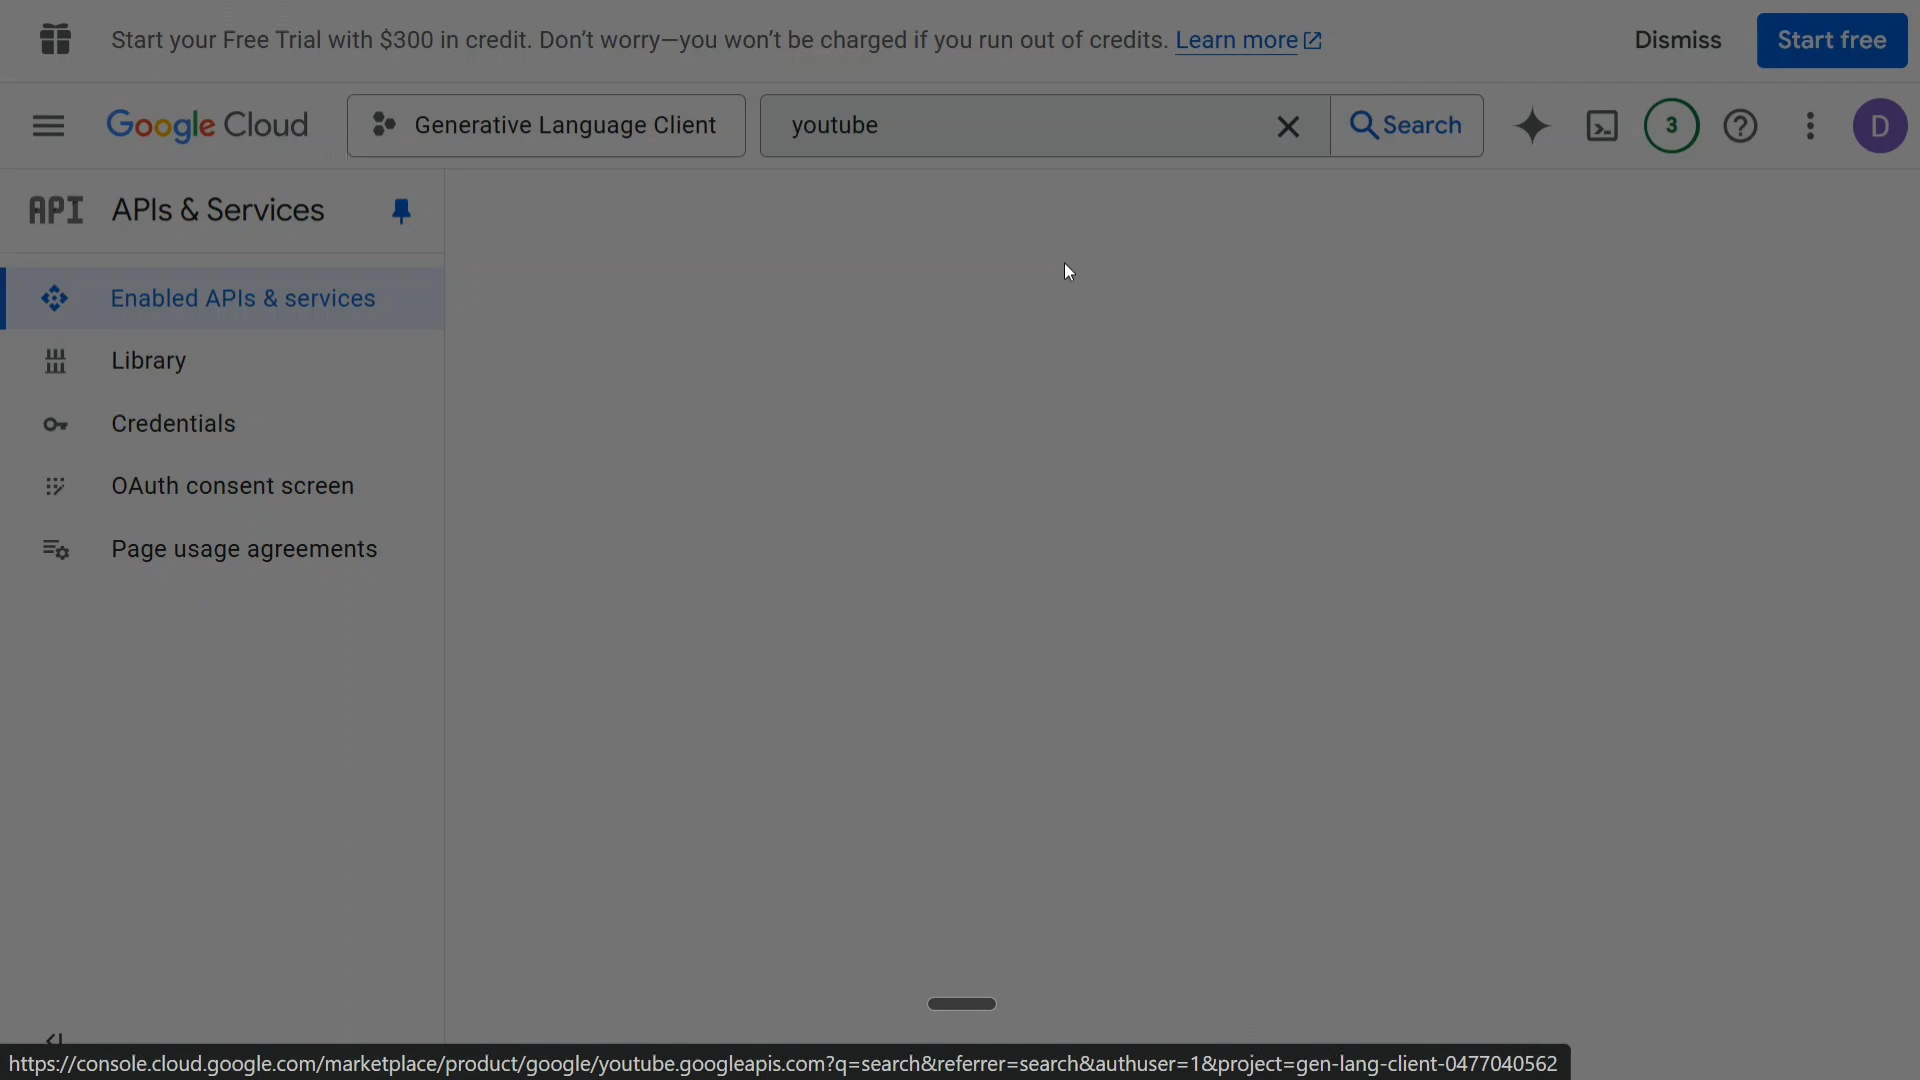 Start your Free Trial with $300 in credit. Don’t worry—you won’t be charged if you run out of credits. Learn more
Dismiss
Start free
Google Cloud
Generative Language Client
youtube
Search
3
D
API
APIs & Services
Enabled APIs & services
Library
Credentials
OAuth consent screen
Page usage agreements
https://console.cloud.google.com/marketplace/product/google/youtube.googleapis.com?q=search&referrer=search&authuser=1&project=gen-lang-client-0477040562